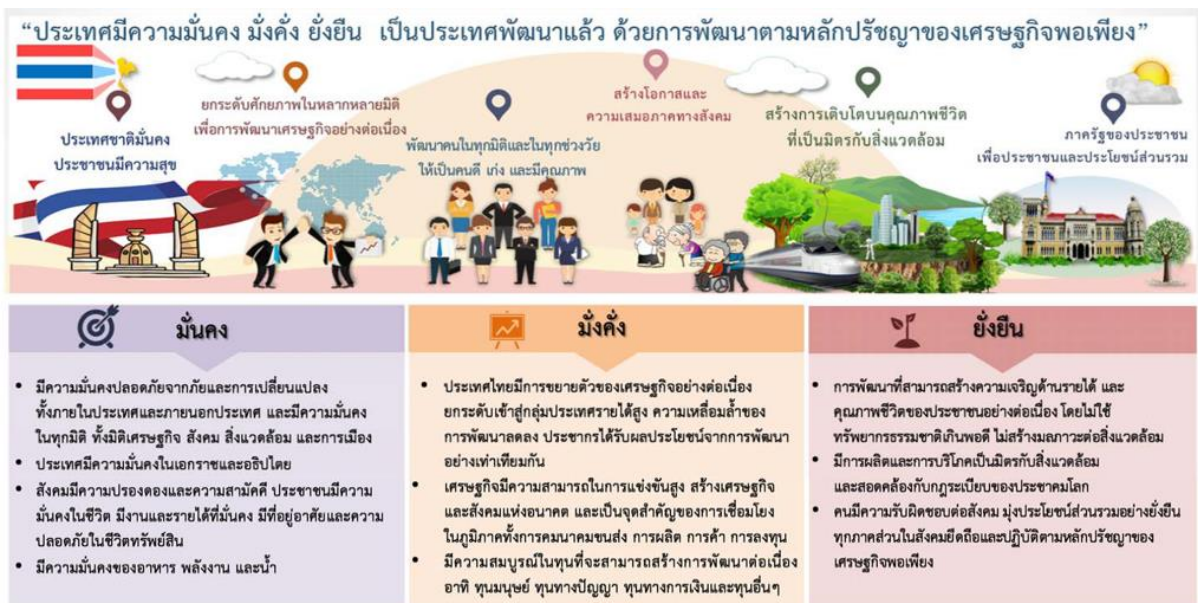 “ประเทศมีความมั่นคง มั่งคั่ง ยั่งยืน เป็นประเทศพัฒนาแล้ว ด้วยการพัฒนาตามหลักปรัชญาของเศรษฐกิจพอเพียง”
ประเทศชาติมั่นคง
ประชาชนมีความสุข
ยกระดับศักยภาพในหลากหลายมิติ
เพื่อการพัฒนาเศรษฐกิจอย่างต่อเนื่อง
พัฒนาคนในทุกมิติและในทุกช่วงวัย
ให้เป็นคนดี เก่ง และมีคุณภาพ
สร้างโอกาสและ
ความเสมอภาคทางสังคม
สร้างการเติบโตบนคุณภาพชีวิต
ที่เป็นมิตรกับสิ่งแวดล้อม
ภาครัฐของประชาชน
เพื่อประชาชนและประโยชน์ส่วนรวม
มั่นคง
• มีความมั่นคงปลอดภัยจากภัยและการเปลี่ยนแปลง
ทั้งภายในประเทศและภายนอกประเทศ และมีความมั่นคง
ในทุกมิติ ทั้งมิติเศรษฐกิจ สังคม สิ่งแวดล้อม และการเมือง
• ประเทศมีความมั่นคงในเอกราชและอธิปไตย
• สังคมมีความปรองดองและความสามัคคี ประชาชนมีความ
มั่นคงในชีวิต มีงานและรายได้ที่มั่นคง มีที่อยู่อาศัยและความ
ปลอดภัยในชีวิตทรัพย์สิน
• มีความมั่นคงของอาหาร พลังงาน และน้ำ
มั่งคั่ง
• ประเทศไทยมีการขยายตัวของเศรษฐกิจอย่างต่อเนื่อง
ยกระดับเข้าสู่กลุ่มประเทศรายได้สูง ความเหลื่อมล้ำของ
การพัฒนาลดลง ประชากรได้รับผลประโยชน์จากการพัฒนา
อย่างเท่าเทียมกัน
• เศรษฐกิจมีความสามารถในการแข่งขันสูง สร้างเศรษฐกิจ
และสังคมแห่งอนาคต และเป็นจุดสำคัญของการเชื่อมโยง
ในภูมิภาคทั้งการคมนาคมขนส่ง การผลิต การค้า การลงทุน
• มีความสมบูรณ์ในทุนที่จะสามารถสร้างการพัฒนาต่อเนื่อง
อาทิ ทุนมนุษย์ ทุนทางปัญญา ทุนทางการเงินและทุนอื่นๆ
ยั่งยืน
• การพัฒนาที่สามารถสร้างความเจริญด้านรายได้ และ
คุณภาพชีวิตของประชาชนอย่างต่อเนื่อง โดยไม่ใช้
ทรัพยากรธรรมชาติเกินพอดี ไม่สร้างมลภาวะต่อสิ่งแวดล้อม
• มีการผลิตและการบริโภคเป็นมิตรกับสิ่งแวดล้อม
และสอดคล้องกับกฎระเบียบของประชาคมโลก
• คนมีความรับผิดชอบต่อสังคม มุ่งประโยชน์ส่วนรวมอย่างยั่งยืน
ทุกภาคส่วนในสังคมยึดถือและปฏิบัติตามหลักปรัชญาของ
เศรษฐกิจพอเพียง